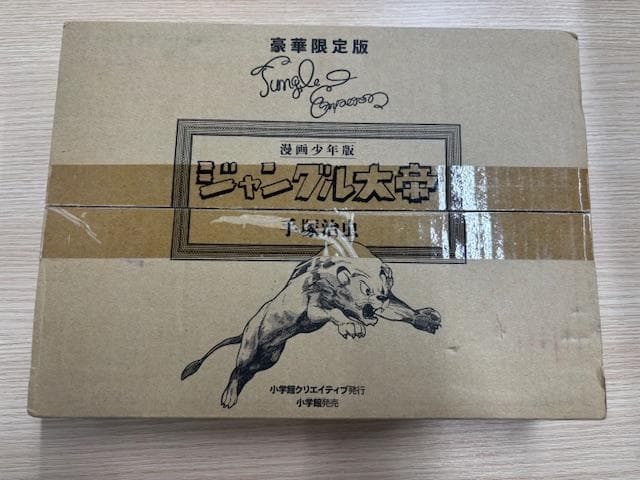 豪華限定版
Jungle
Emperor
漫画少年版
ジャングル大帝
手塚治虫
小学館クリエイティブ発行
小学館発売